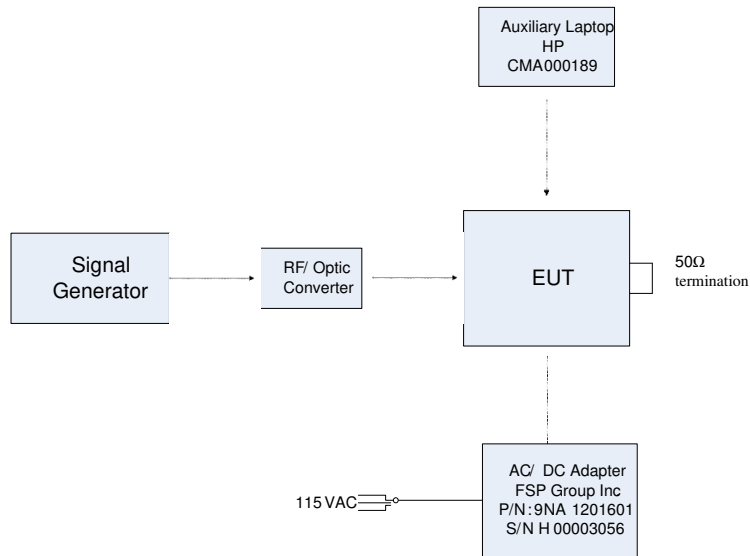 Auxiliary Laptop
HP
CMA000189
Signal
Generator
RF/ Optic
Converter
EUT
50Ω
termination
AC/ DC Adapter
FSP Group Inc
P/N:9NA 1201601
S/N H 00003056
115 VAC